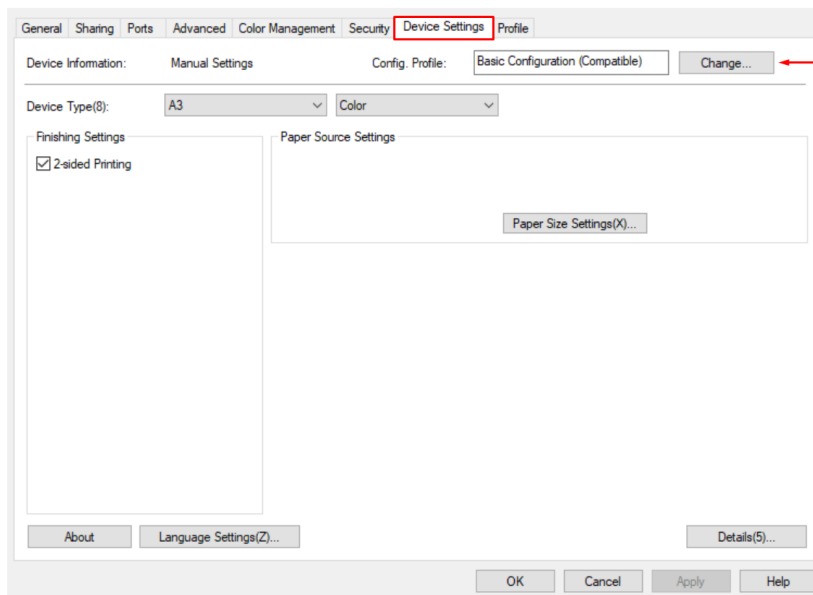 General Sharing Ports Advanced Color Management Security Device Settings Profile
Device Information: Manual Settings Config. Profile: Basic Configuration (Compatible) Change...
Device Type(8): A3 Color
Finishing Settings Paper Source Settings
2-sided Printing
Paper Size Settings(X)...
About Language Settings(Z)... Details(5)...
OK Cancel Apply Help